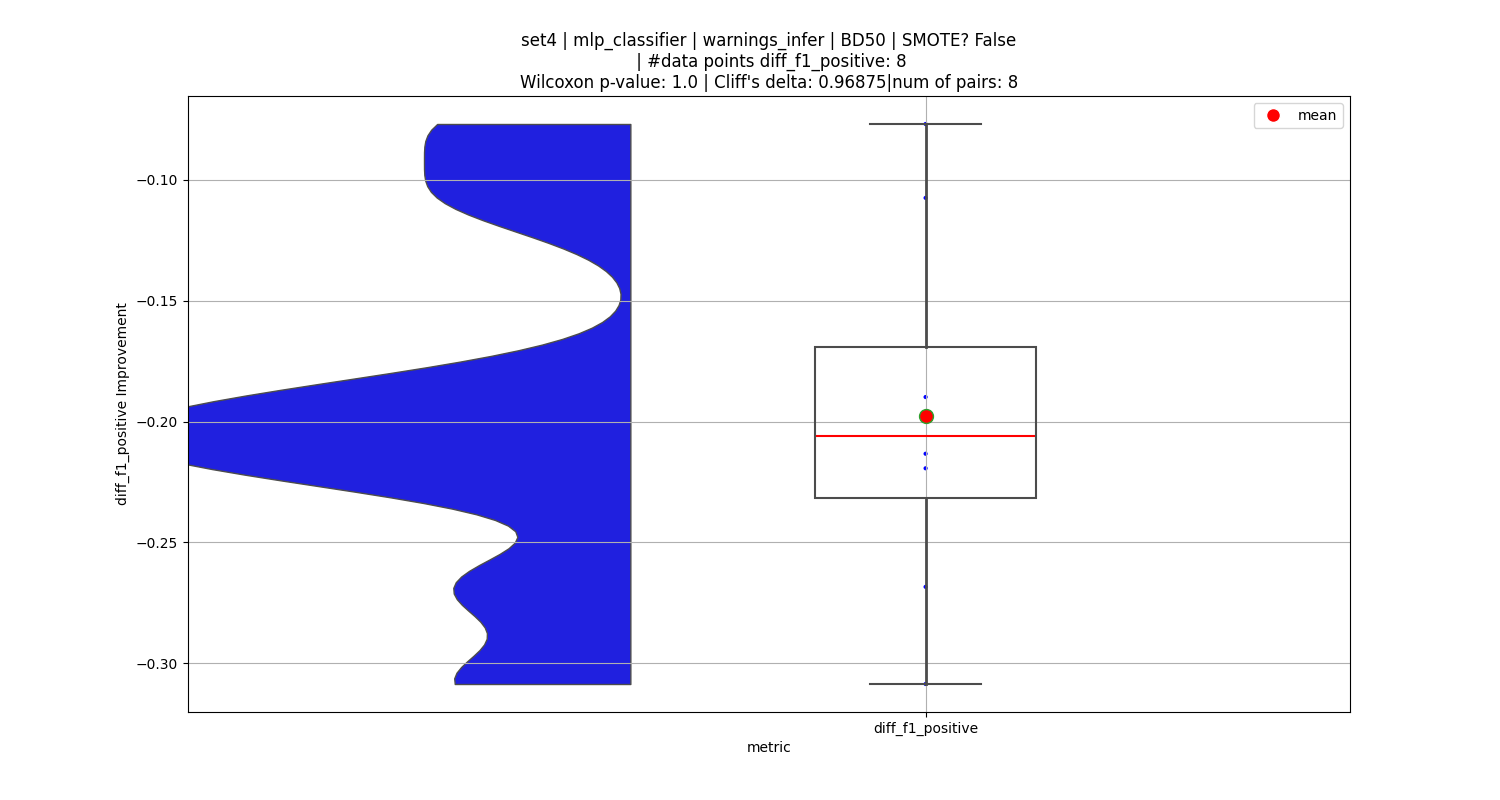 set4 | mlp_classifier | warnings_infer | BD50 | SMOTE? False
| #data points diff_f1_positive: 8
Wilcoxon p-value: 1.0 | Cliff's delta: 0.96875|num of pairs: 8
mean
−0.10
−0.15
−0.20
−0.25
−0.30
diff_f1_positive Improvement
diff_f1_positive
metric